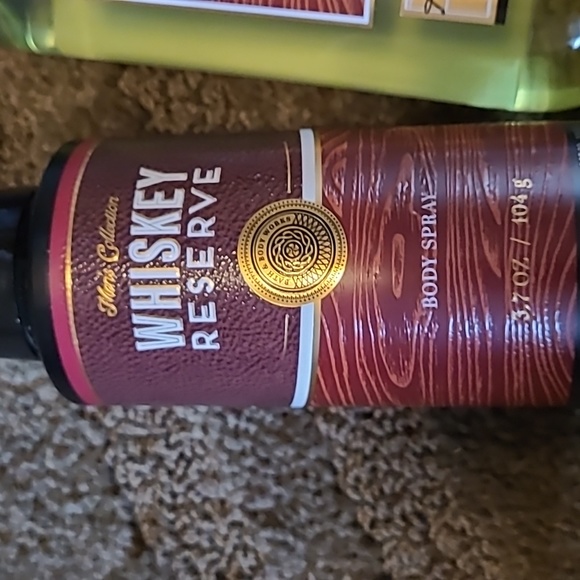 Men's Collection
WHISKEY
RESERVE
BATH & BODY WORKS
BODY SPRAY
3.7 OZ / 104 g